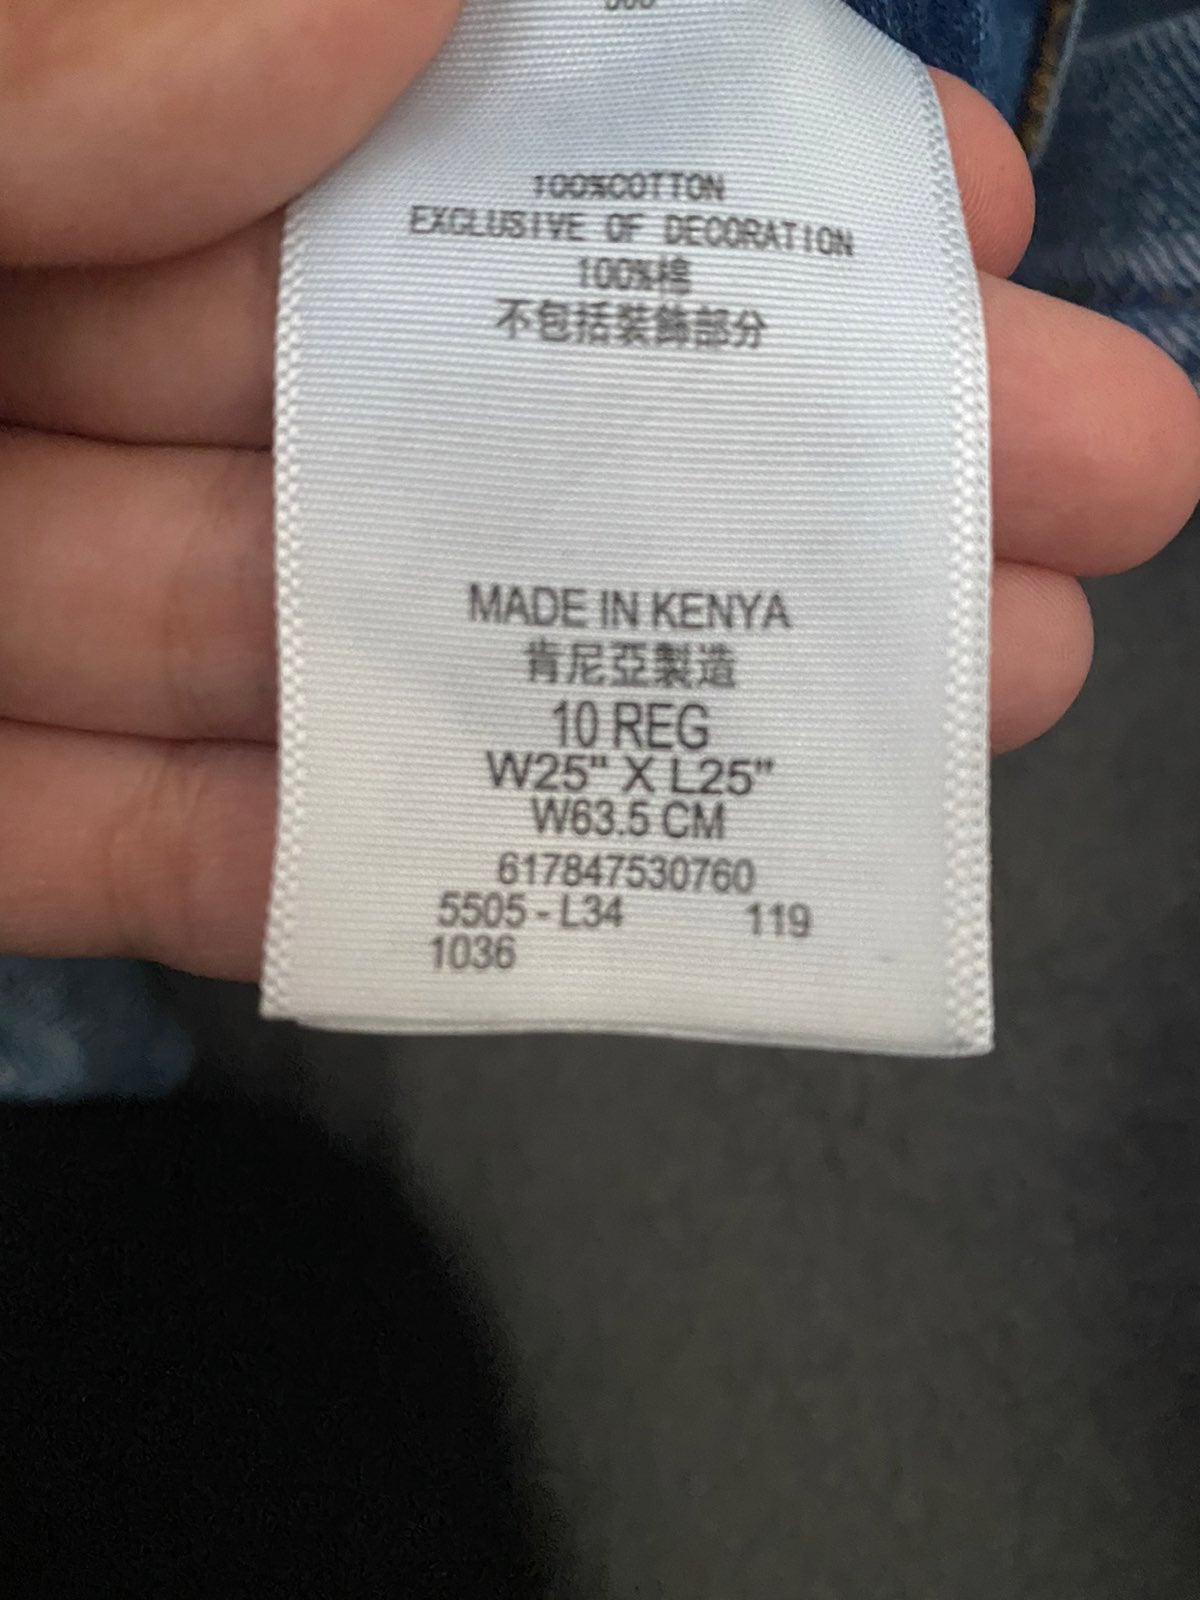 100%COTTON
EXCLUSIVE OF DECORATION
100%棉
不包括裝飾部分
MADE IN KENYA
肯尼亞製造
10 REG
W25" X L25"
W63.5 CM
617847530760
5505 - L34 119
1036